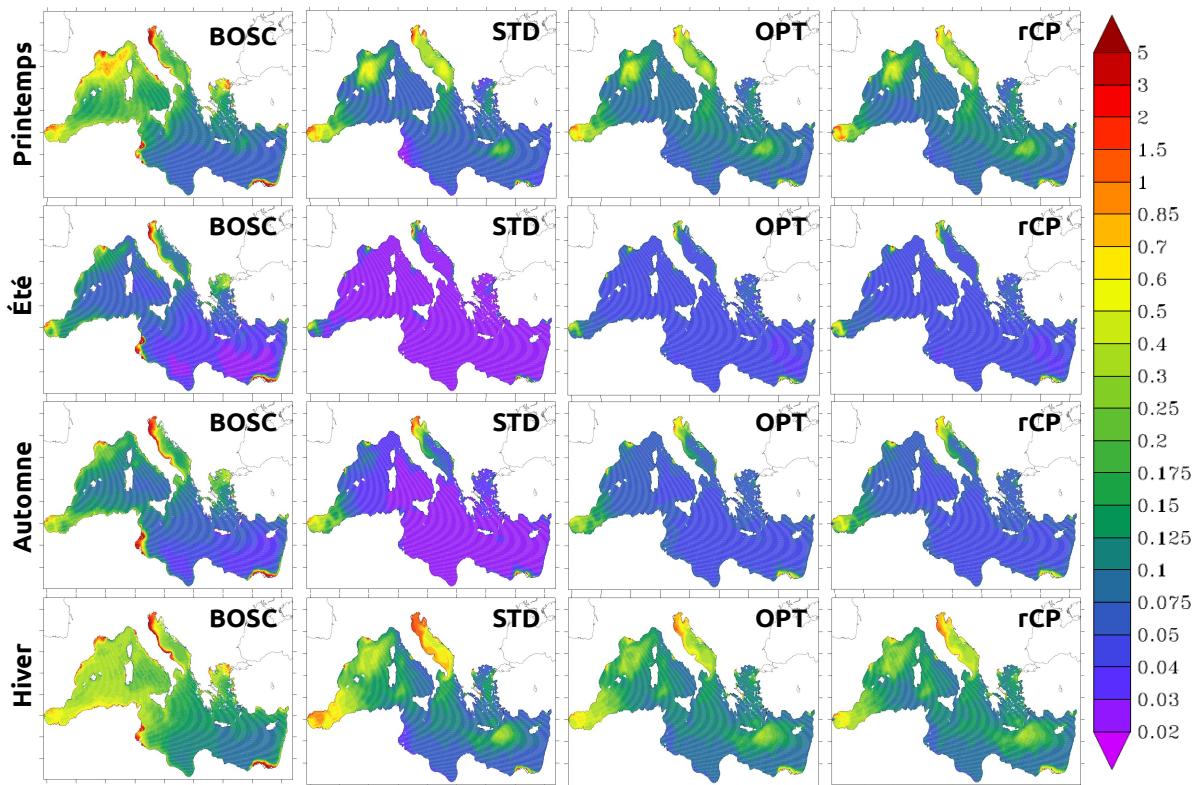 Printemps
BOSC
STD
OPT
rCP
Été
BOSC
STD
OPT
rCP
Automne
BOSC
STD
OPT
rCP
Hiver
BOSC
STD
OPT
rCP
5
3
2
1.5
1
0.85
0.7
0.6
0.5
0.4
0.3
0.25
0.2
0.175
0.15
0.125
0.1
0.075
0.05
0.04
0.03
0.02